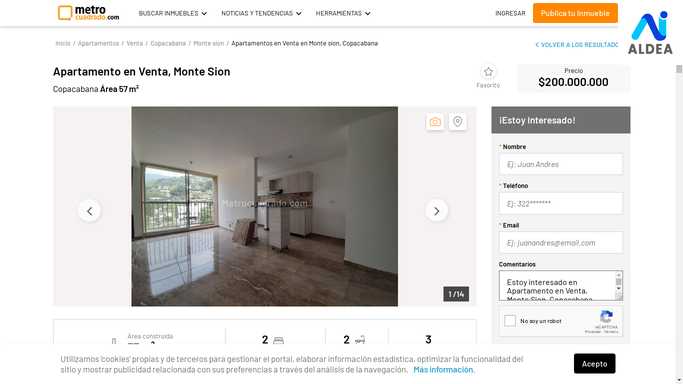 metro
cuadrado.com
BUSCAR INMUEBLES
NOTICIAS Y TENDENCIAS
HERRAMIENTAS
INGRESAR
Publica tu Inmueble
Inicio / Apartamentos / Venta / Copacabana / Monte sion / Apartamentos en Venta en Monte sion, Copacabana
VOLVER A LOS RESULTADO
ALDEA
Apartamento en Venta, Monte Sion
Copacabana Área 57 m²
Favorito
Precio
$200.000.000
Metrocuadrado.com
1 /14
¡Estoy Interesado!
* Nombre
Ej: Juan Andres
* Teléfono
Ej: 322*******
* Email
Ej: juanandres@email.com
Comentarios
Estoy interesado en
Apartamento en Venta,
Monte Sion, Copacabana
No soy un robot
reCAPTCHA
Privacidad - Términos
Área construida
2
2
3
Utilizamos 'cookies' propias y de terceros para gestionar el portal, elaborar información estadística, optimizar la funcionalidad del
sitio y mostrar publicidad relacionada con sus preferencias a través del análisis de la navegación. Más información.
Acepto